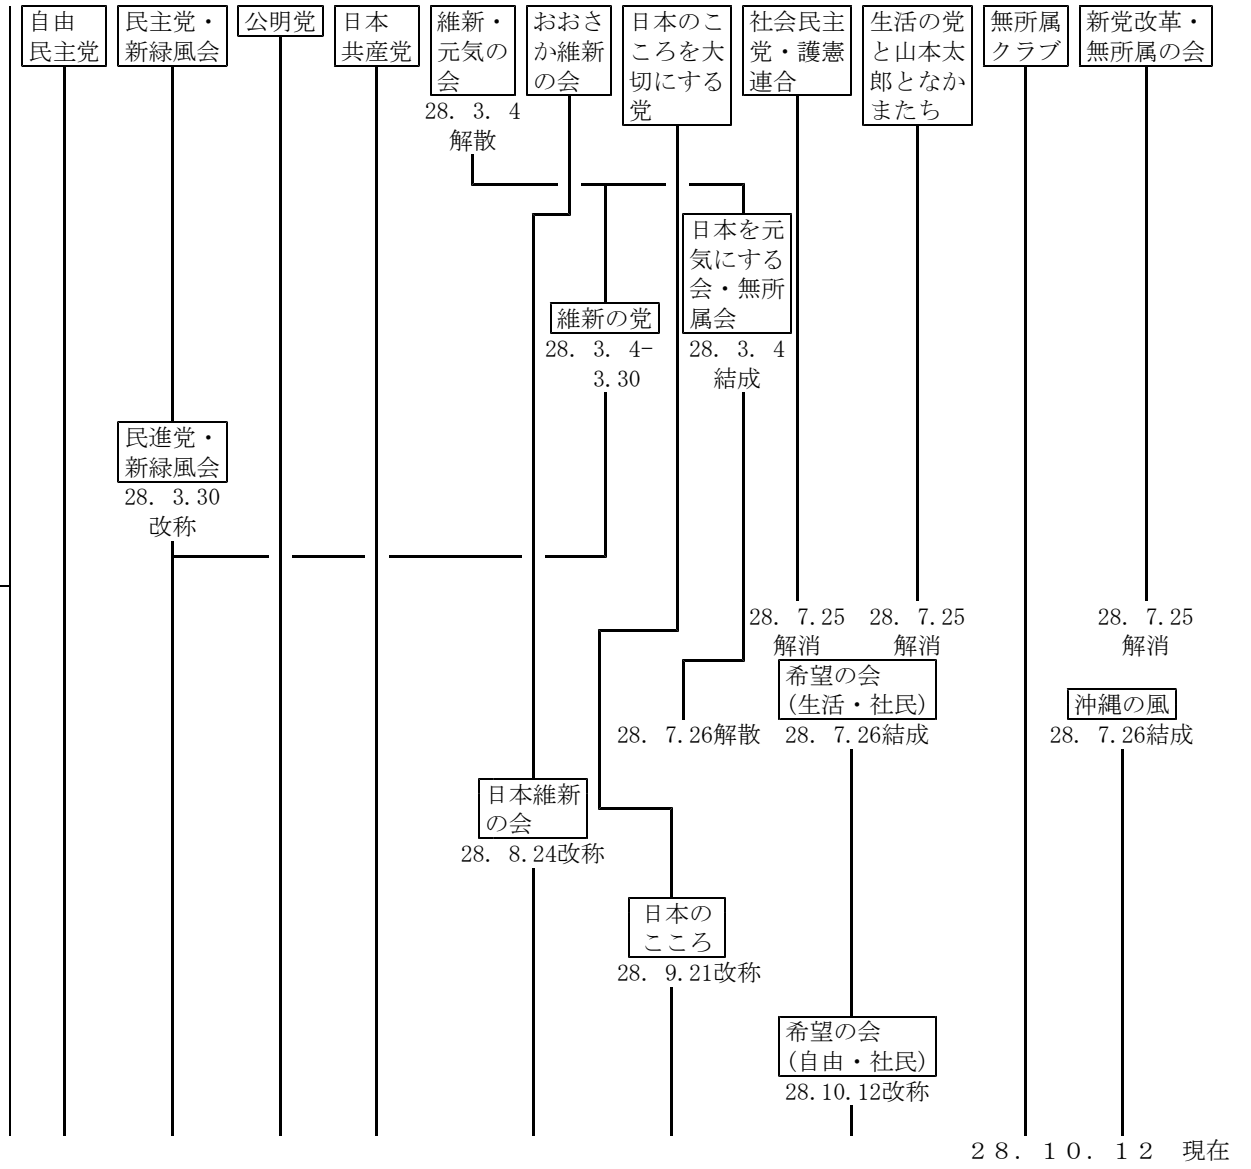 自由
民主党
民主党・
新緑風会
公明党
日本
共産党
維新・
元気の
会
28. 3. 4
解散
おおさ
か維新
の会
日本のこ
ころを大
切にする
党
社会民主
党・護憲
連合
生活の党
と山本太
郎となか
またち
無所属
クラブ
新党改革・
無所属の会
日本を元
気にする
会・無所
属会
28. 3. 4
結成
維新の党
28. 3. 4-
3.30
民進党・
新緑風会
28. 3.30
改称
28. 7.25
解消
28. 7.25
解消
28. 7.25
解消
希望の会
(生活・社民)
28. 7.26結成
沖縄の風
28. 7.26結成
28. 7.26解散
日本維新
の会
28. 8.24改称
日本の
こころ
28. 9.21改称
希望の会
(自由・社民)
28.10.12改称
２８．１０．１２　現在